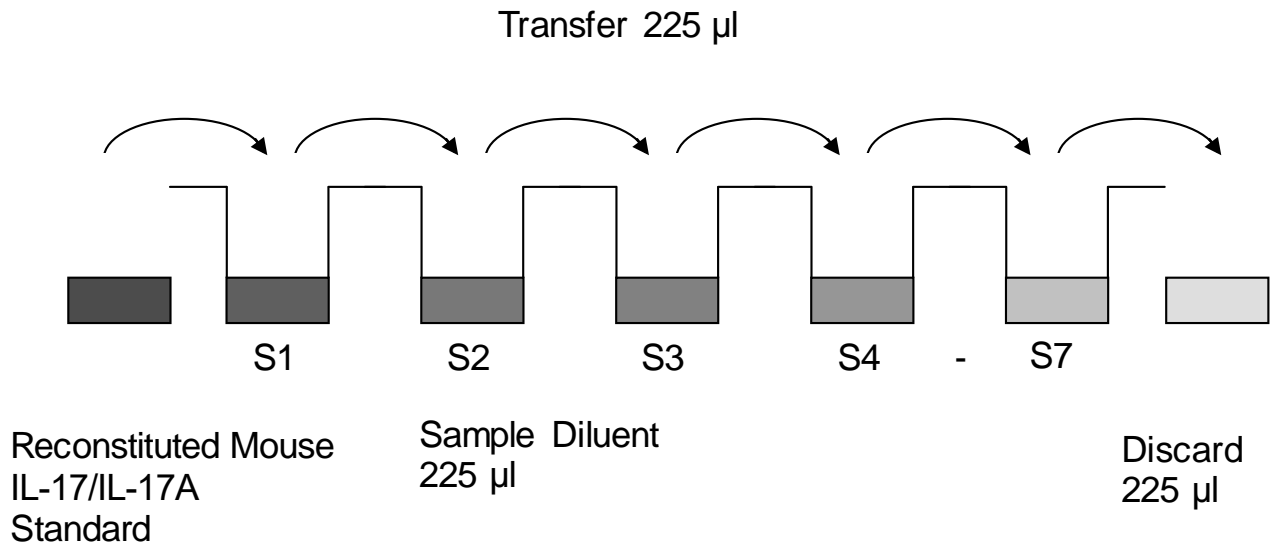 Transfer 225 µl
S1 S2 S3 S4 - S7
Reconstituted Mouse
IL-17/IL-17A
Standard
Sample Diluent
225 µl
Discard
225 µl